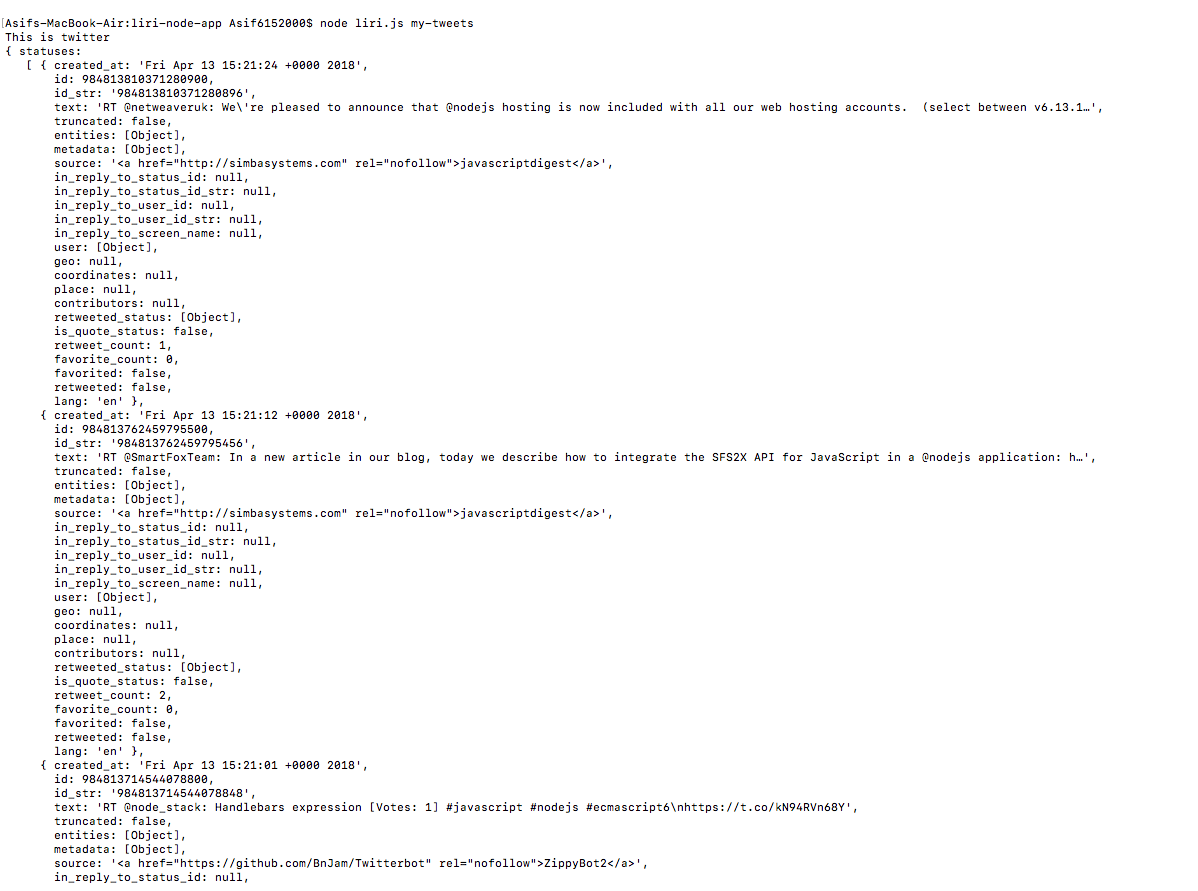 [Asifs-MacBook-Air:liri-node-app Asif6152000$ node liri.js my-tweets
This is twitter
{ statuses:
   [ { created_at: 'Fri Apr 13 15:21:24 +0000 2018',
       id: 984813810371280900,
       id_str: '984813810371280896',
       text: 'RT @netweaveruk: We\'re pleased to announce that @nodejs hosting is now included with all our web hosting accounts.  (select between v6.13.1…',
       truncated: false,
       entities: [Object],
       metadata: [Object],
       source: '<a href="http://simbasystems.com" rel="nofollow">javascriptdigest</a>',
       in_reply_to_status_id: null,
       in_reply_to_status_id_str: null,
       in_reply_to_user_id: null,
       in_reply_to_user_id_str: null,
       in_reply_to_screen_name: null,
       user: [Object],
       geo: null,
       coordinates: null,
       place: null,
       contributors: null,
       retweeted_status: [Object],
       is_quote_status: false,
       retweet_count: 1,
       favorite_count: 0,
       favorited: false,
       retweeted: false,
       lang: 'en' },
     { created_at: 'Fri Apr 13 15:21:12 +0000 2018',
       id: 984813762459795500,
       id_str: '984813762459795456',
       text: 'RT @SmartFoxTeam: In a new article in our blog, today we describe how to integrate the SFS2X API for JavaScript in a @nodejs application: h…',
       truncated: false,
       entities: [Object],
       metadata: [Object],
       source: '<a href="http://simbasystems.com" rel="nofollow">javascriptdigest</a>',
       in_reply_to_status_id: null,
       in_reply_to_status_id_str: null,
       in_reply_to_user_id: null,
       in_reply_to_user_id_str: null,
       in_reply_to_screen_name: null,
       user: [Object],
       geo: null,
       coordinates: null,
       place: null,
       contributors: null,
       retweeted_status: [Object],
       is_quote_status: false,
       retweet_count: 2,
       favorite_count: 0,
       favorited: false,
       retweeted: false,
       lang: 'en' },
     { created_at: 'Fri Apr 13 15:21:01 +0000 2018',
       id: 984813714544078800,
       id_str: '984813714544078848',
       text: 'RT @node_stack: Handlebars expression [Votes: 1] #javascript #nodejs #ecmascript6\nhttps://t.co/kN94RVn68Y',
       truncated: false,
       entities: [Object],
       metadata: [Object],
       source: '<a href="https://github.com/BnJam/Twitterbot" rel="nofollow">ZippyBot2</a>',
       in_reply_to_status_id: null,